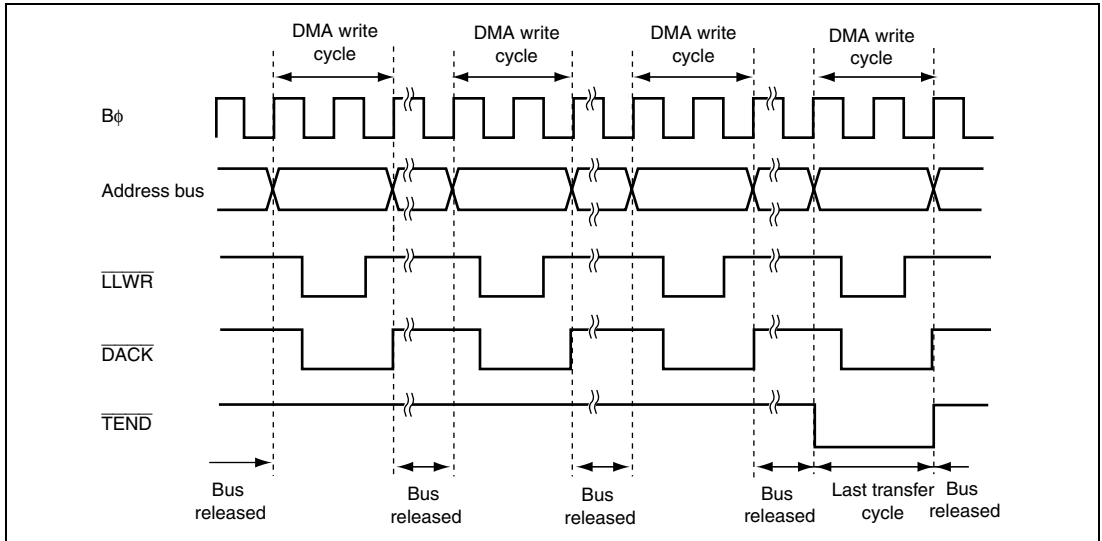 DMA write
cycle
DMA write
cycle
DMA write
cycle
DMA write
cycle
Bφ
Address bus
LLWR
DACK
TEND
Bus
released
Bus
released
Bus
released
Bus
released
Last transfer
cycle
Bus
released